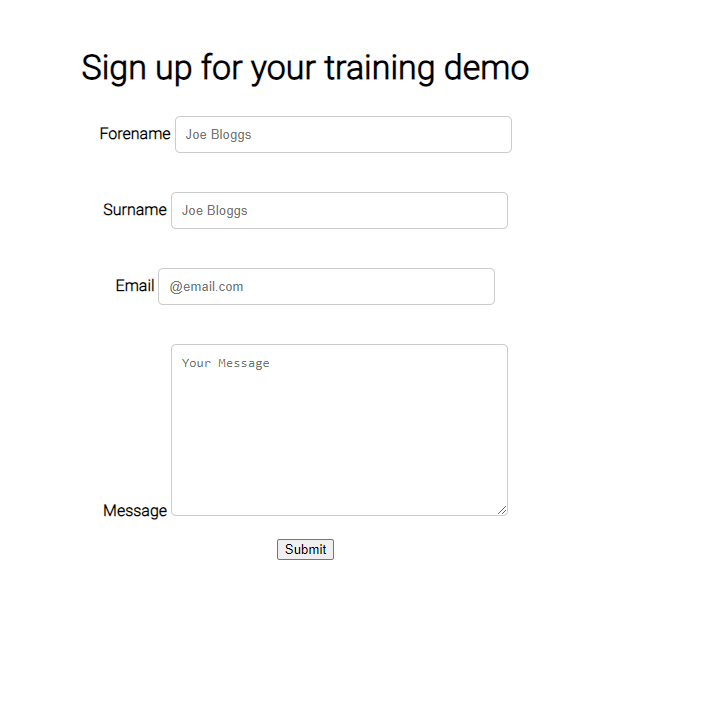 Sign up for your training demo
Forename Joe Bloggs
Surname Joe Bloggs
Email @email.com
Your Message
Message
Submit